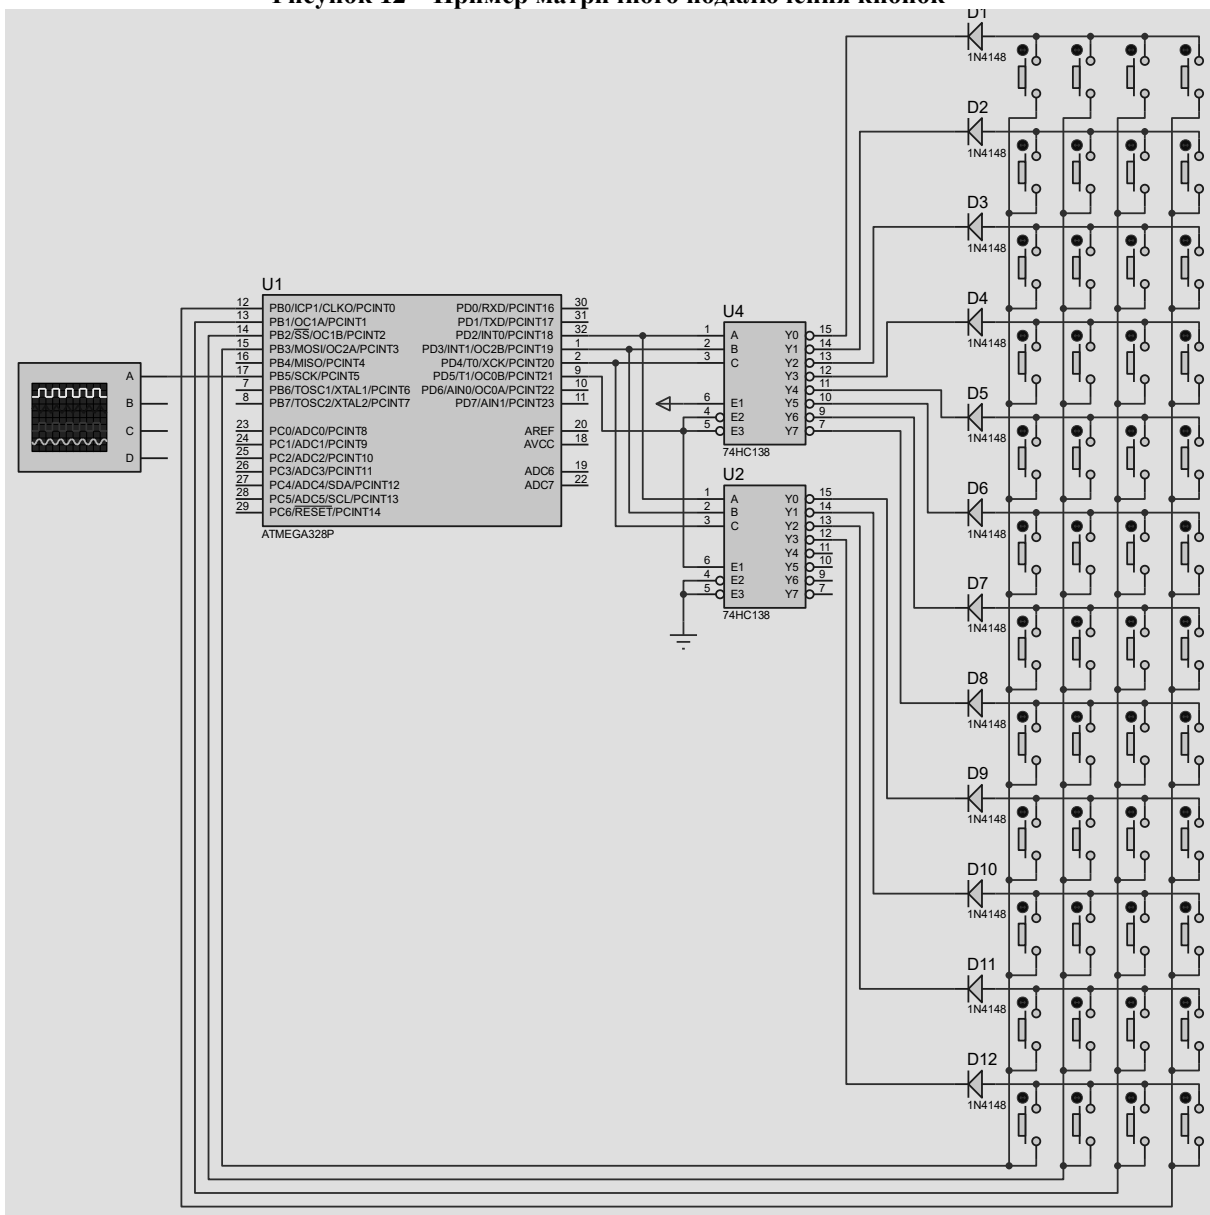 Рисунок 12 – Пример матричного подключения кнопок
D1
1N4148
D2
1N4148
D3
1N4148
D4
1N4148
D5
1N4148
D6
1N4148
D7
1N4148
D8
1N4148
D9
1N4148
D10
1N4148
D11
1N4148
D12
1N4148
A
B
C
D
U1
12 PB0/ICP1/CLKO/PCINT0
13 PB1/OC1A/PCINT1
14 PB2/SS/OC1B/PCINT2
15 PB3/MOSI/OC2A/PCINT3
16 PB4/MISO/PCINT4
17 PB5/SCK/PCINT5
7 PB6/TOSC1/XTAL1/PCINT6
8 PB7/TOSC2/XTAL2/PCINT7
23 PC0/ADC0/PCINT8
24 PC1/ADC1/PCINT9
25 PC2/ADC2/PCINT10
26 PC3/ADC3/PCINT11
27 PC4/ADC4/SDA/PCINT12
28 PC5/ADC5/SCL/PCINT13
29 PC6/RESET/PCINT14
PD0/RXD/PCINT16 30
PD1/TXD/PCINT17 31
PD2/INT0/PCINT18 32
PD3/INT1/OC2B/PCINT19 1
PD4/T0/XCK/PCINT20 2
PD5/T1/OC0B/PCINT21 9
PD6/AIN0/OC0A/PCINT22 10
PD7/AIN1/PCINT23 11
AREF 20
AVCC 18
ADC6 19
ADC7 22
ATMEGA328P
U4
1 A Y0 15
2 B Y1 14
3 C Y2 13
Y3 12
Y4 11
6 E1 Y5 10
4 E2 Y6 9
5 E3 Y7 7
74HC138
U2
1 A Y0 15
2 B Y1 14
3 C Y2 13
Y3 12
Y4 11
6 E1 Y5 10
4 E2 Y6 9
5 E3 Y7 7
74HC138